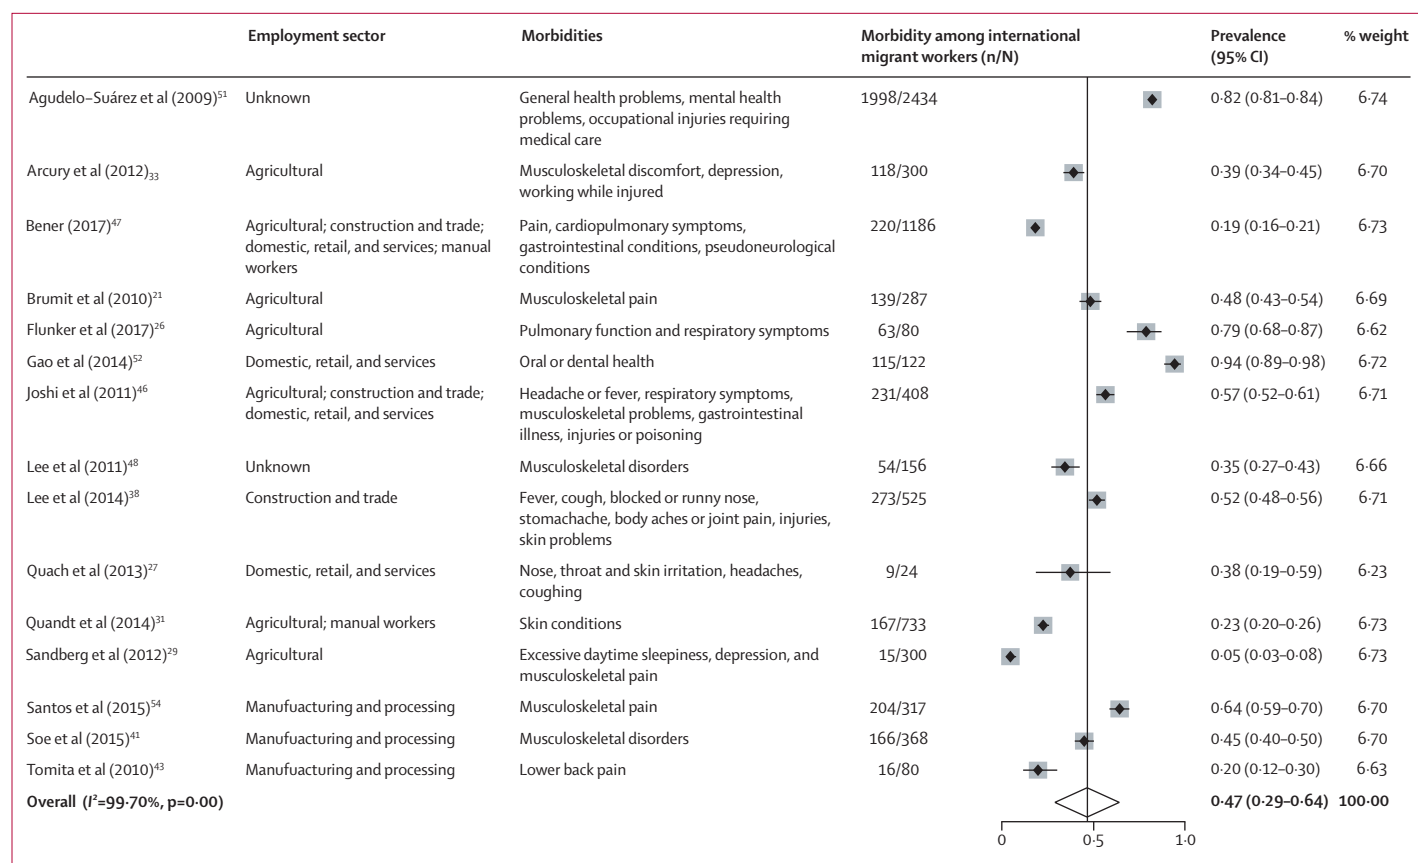 Employment sector Morbidities Morbidity among international Prevalence % weight
migrant workers (n/N) (95% CI)
Agudelo–Suárez et al (2009)51 Unknown General health problems, mental health 1998/2434 0·82 (0·81–0·84) 6·74
problems, occupational injuries requiring
medical care
Arcury et al (2012)33 Agricultural Musculoskeletal discomfort, depression, 118/300 0·39 (0·34–0·45) 6·70
working while injured
Bener (2017)47 Agricultural; construction and trade; Pain, cardiopulmonary symptoms, 220/1186 0·19 (0·16–0·21) 6·73
domestic, retail, and services; manual gastrointestinal conditions, pseudoneurological
workers conditions
Brumit et al (2010)21 Agricultural Musculoskeletal pain 139/287 0·48 (0·43–0·54) 6·69
Flunker et al (2017)26 Agricultural Pulmonary function and respiratory symptoms 63/80 0·79 (0·68–0·87) 6·62
Gao et al (2014)52 Domestic, retail, and services Oral or dental health 115/122 0·94 (0·89–0·98) 6·72
Joshi et al (2011)46 Agricultural; construction and trade; Headache or fever, respiratory symptoms, 231/408 0·57 (0·52–0·61) 6·71
domestic, retail, and services musculoskeletal problems, gastrointestinal
illness, injuries or poisoning
Lee et al (2011)48 Unknown Musculoskeletal disorders 54/156 0·35 (0·27–0·43) 6·66
Lee et al (2014)38 Construction and trade Fever, cough, blocked or runny nose, 273/525 0·52 (0·48–0·56) 6·71
stomachache, body aches or joint pain, injuries,
skin problems
Quach et al (2013)27 Domestic, retail, and services Nose, throat and skin irritation, headaches, 9/24 0·38 (0·19–0·59) 6·23
coughing
Quandt et al (2014)31 Agricultural; manual workers Skin conditions 167/733 0·23 (0·20–0·26) 6·73
Sandberg et al (2012)29 Agricultural Excessive daytime sleepiness, depression, and 15/300 0·05 (0·03–0·08) 6·73
musculoskeletal pain
Santos et al (2015)54 Manufuacturing and processing Musculoskeletal pain 204/317 0·64 (0·59–0·70) 6·70
Soe et al (2015)41 Manufuacturing and processing Musculoskeletal disorders 166/368 0·45 (0·40–0·50) 6·70
Tomita et al (2010)43 Manufuacturing and processing Lower back pain 16/80 0·20 (0·12–0·30) 6·63
Overall (I²=99·70%, p=0·00) 0·47 (0·29–0·64) 100·00
0 0·5 1·0